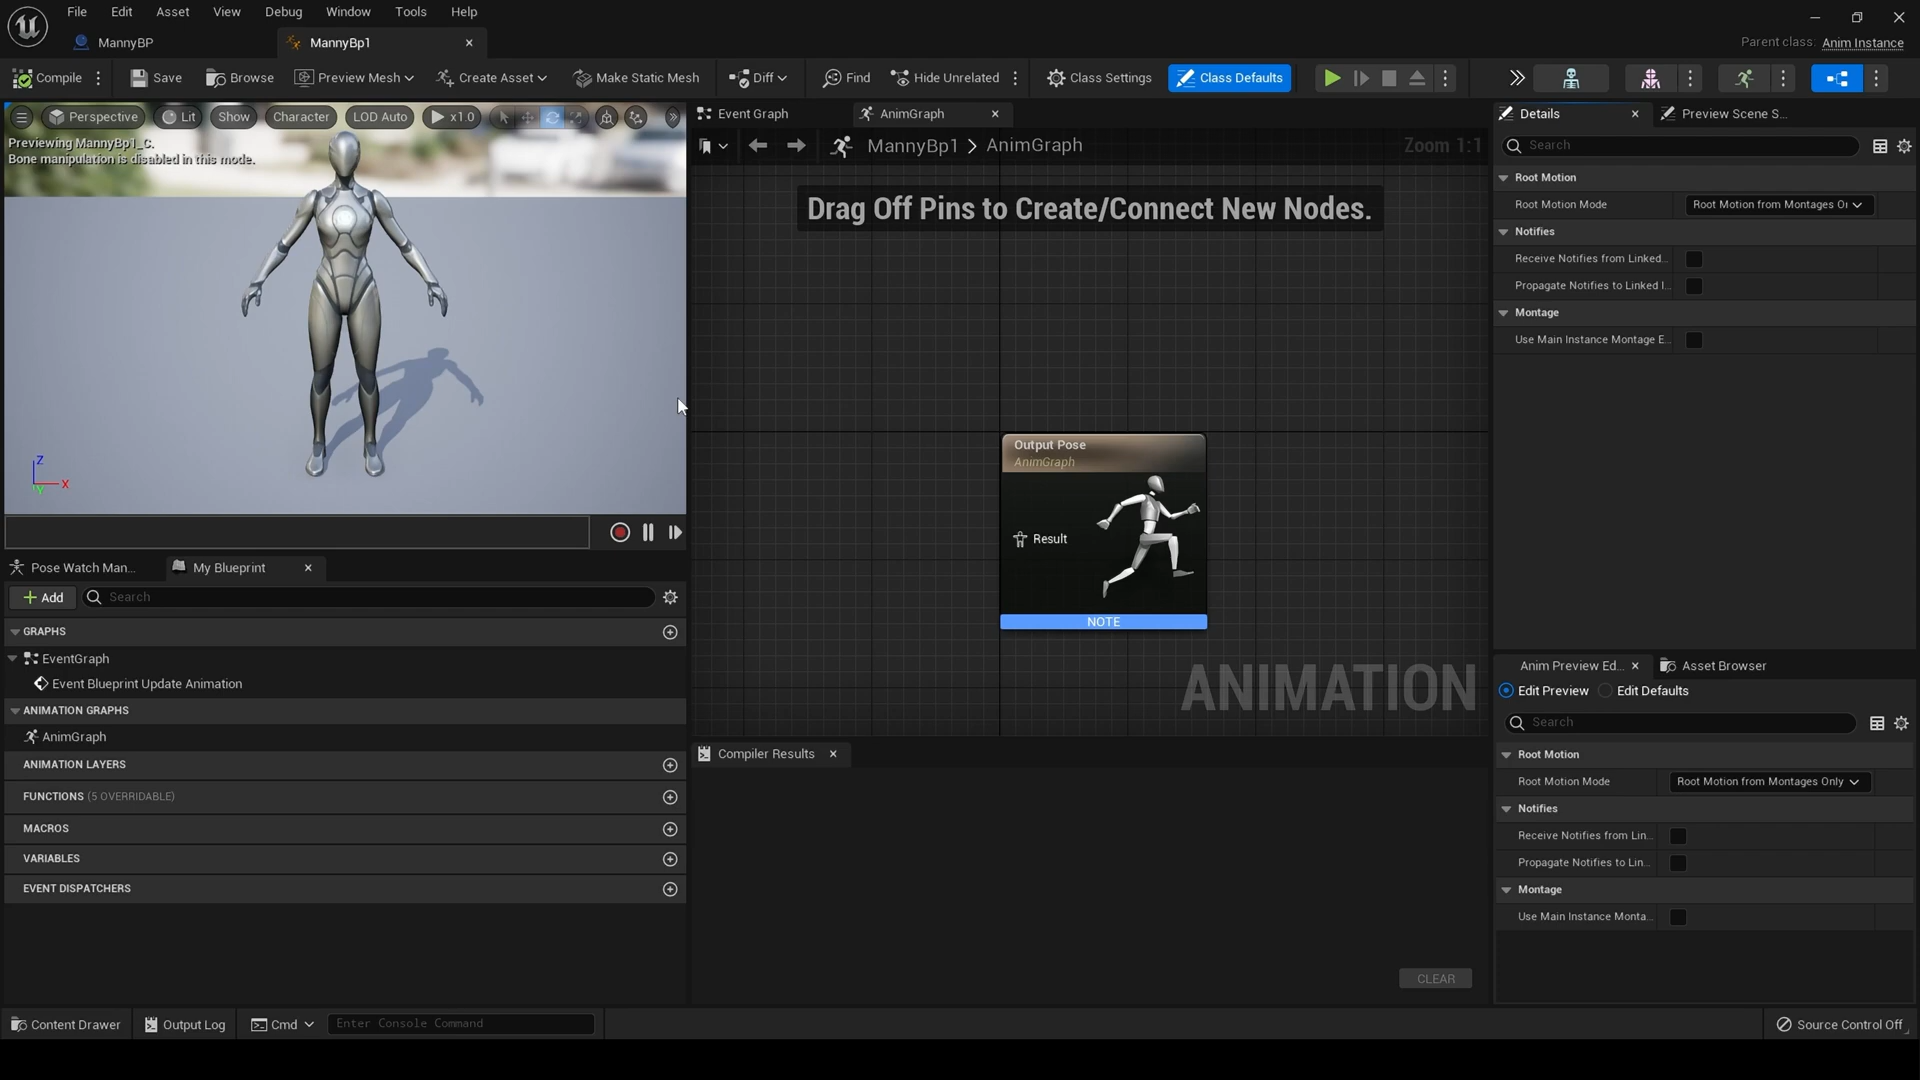 File Edit Asset View Debug Window Tools Help
MannyBP
MannyBp1
Parent class: Anim Instance
Compile Save Browse Preview Mesh Create Asset Make Static Mesh Diff Find Hide Unrelated Class Settings Class Defaults
Perspective Lit Show Character LOD Auto x1.0
Previewing MannyBp1_C.
Bone manipulation is disabled in this mode.
Z
X
Y
Event Graph
AnimGraph
MannyBp1 > AnimGraph
Zoom 1:1
Drag Off Pins to Create/Connect New Nodes.
Output Pose
AnimGraph
Result
NOTE
ANIMATION
Pose Watch Man...
My Blueprint
Add
Search
GRAPHS
EventGraph
Event Blueprint Update Animation
ANIMATION GRAPHS
AnimGraph
ANIMATION LAYERS
FUNCTIONS (5 OVERRIDABLE)
MACROS
VARIABLES
EVENT DISPATCHERS
Compiler Results
CLEAR
Details
Preview Scene S...
Search
Root Motion
Root Motion Mode
Root Motion from Montages O
Notifies
Receive Notifies from Linked...
Propagate Notifies to Linked I...
Montage
Use Main Instance Montage E...
Anim Preview Ed...
Asset Browser
Edit Preview
Edit Defaults
Search
Root Motion
Root Motion Mode
Root Motion from Montages Only
Notifies
Receive Notifies from Lin...
Propagate Notifies to Lin...
Montage
Use Main Instance Monta...
Content Drawer Output Log Cmd Enter Console Command
Source Control Off